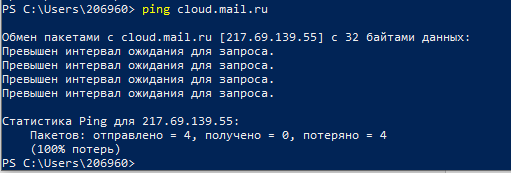 PS C:\Users\206960> ping cloud.mail.ru
Обмен пакетами с cloud.mail.ru [217.69.139.55] с 32 байтами данных:
Превышен интервал ожидания для запроса.
Превышен интервал ожидания для запроса.
Превышен интервал ожидания для запроса.
Превышен интервал ожидания для запроса.
Статистика Ping для 217.69.139.55:
Пакетов: отправлено = 4, получено = 0, потеряно = 4
(100% потерь)
PS C:\Users\206960>